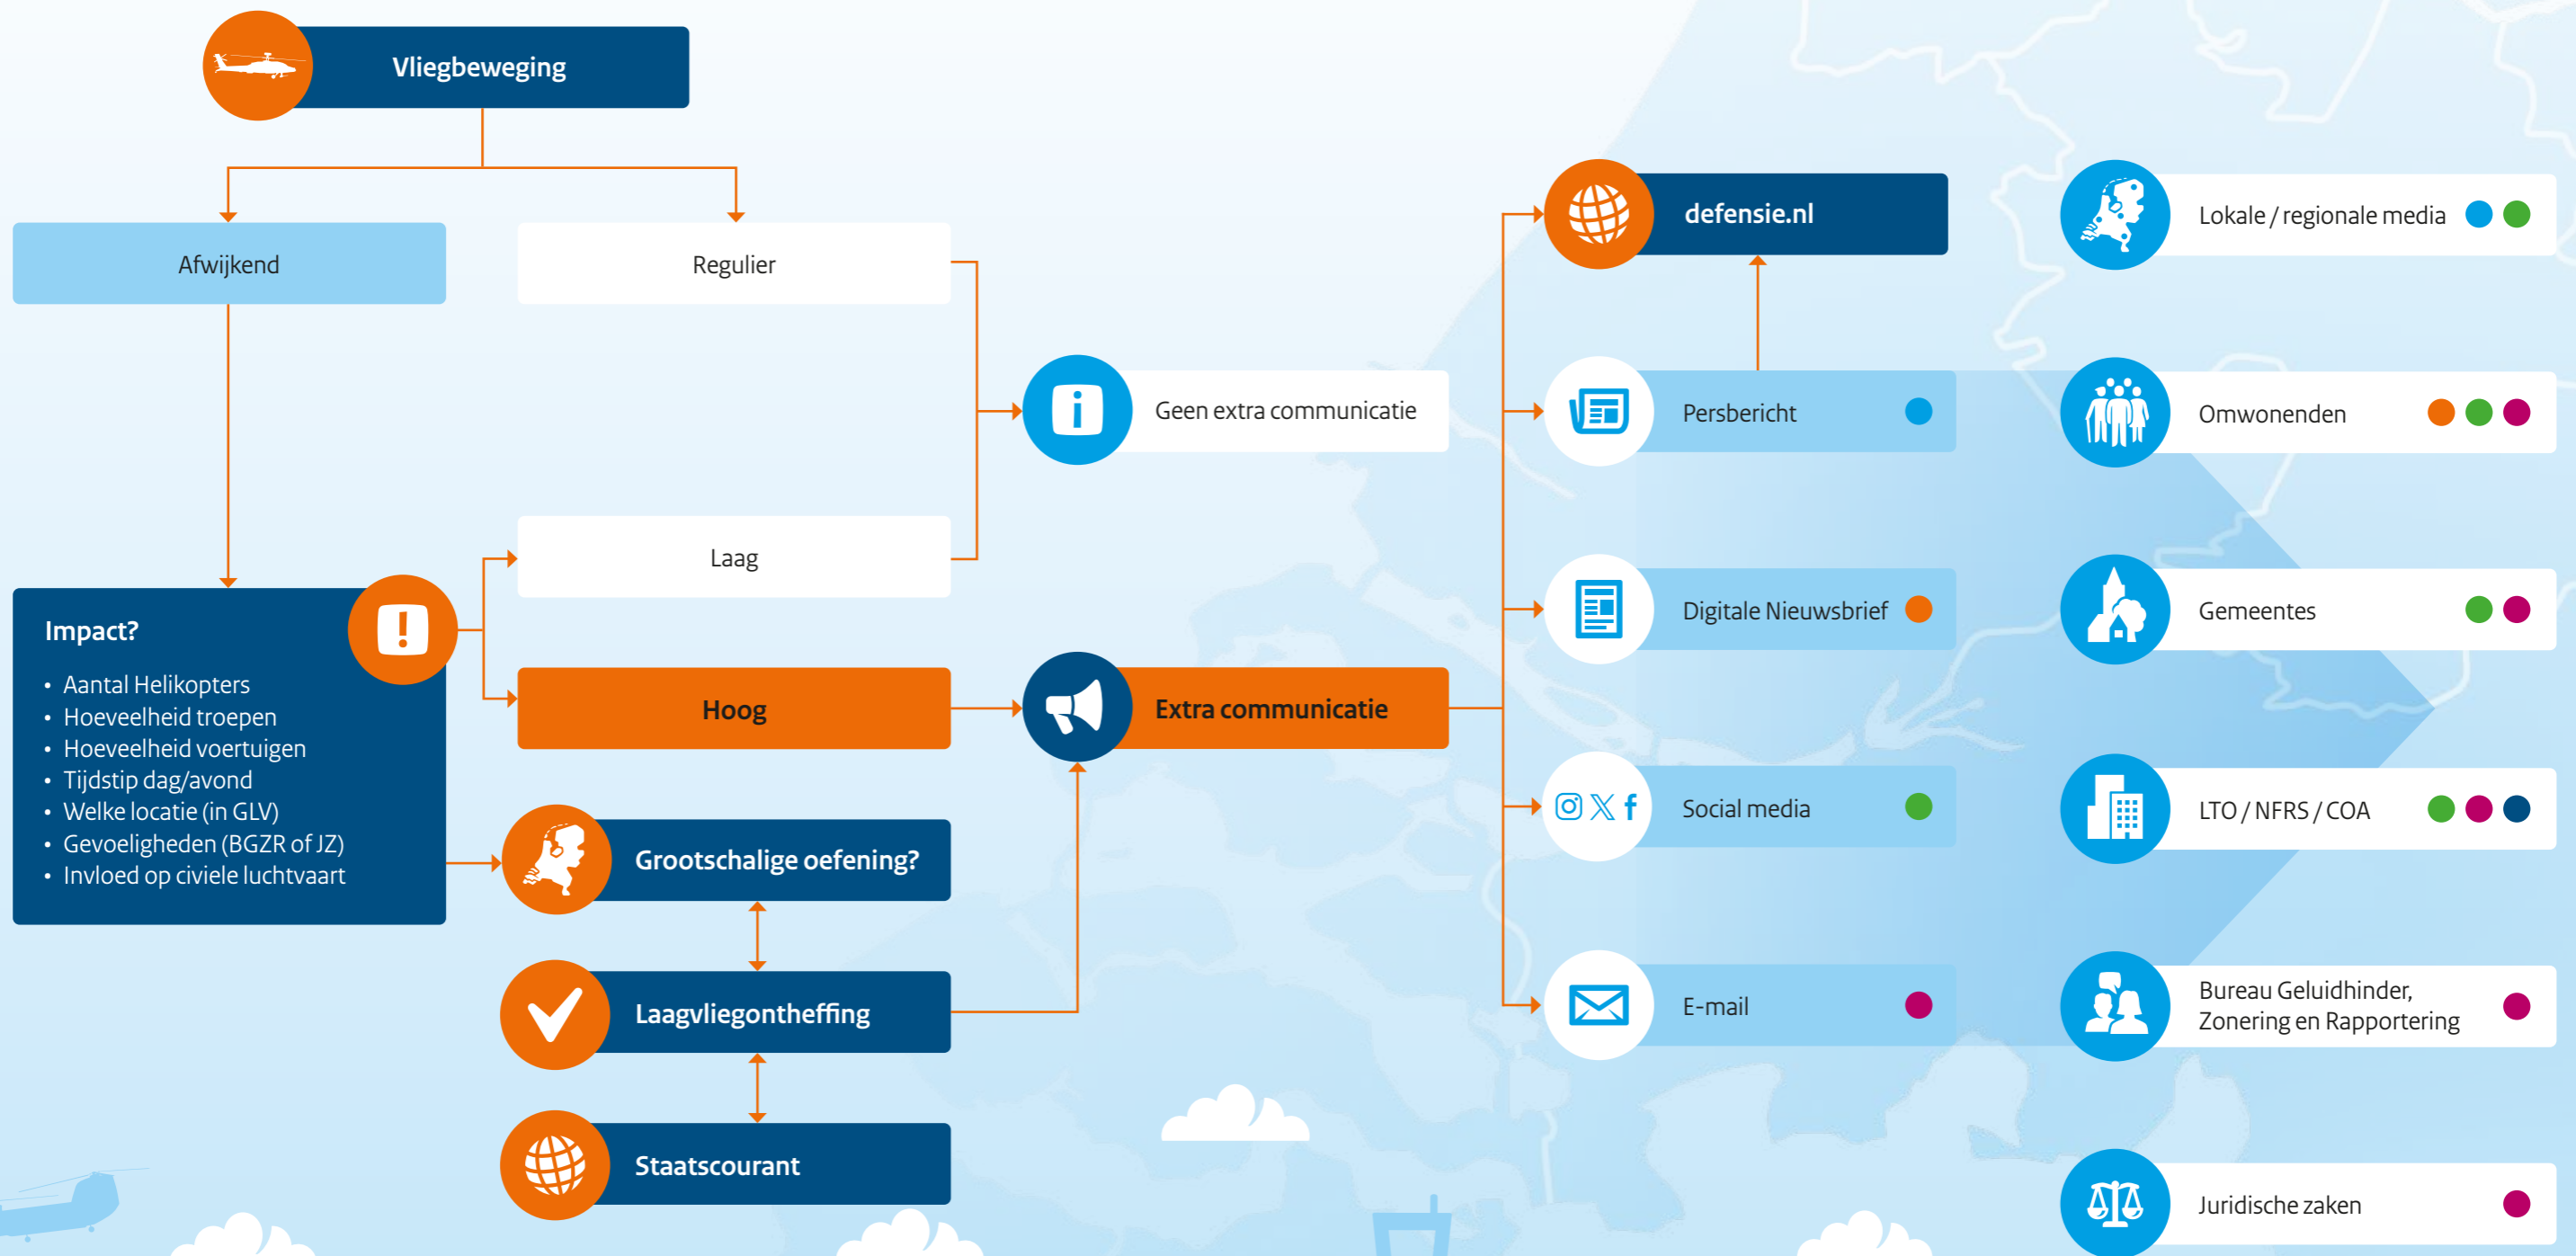 Vliegbeweging
Afwijkend
Regulier
Geen extra communicatie
Laag
Hoog
Impact?
• Aantal Helikopters
• Hoeveelheid troepen
• Hoeveelheid voertuigen
• Tijdstip dag/avond
• Welke locatie (in GLV)
• Gevoeligheden (BGZR of JZ)
• Invloed op civiele luchtvaart
Extra communicatie
Grootschalige oefening?
Laagvliegontheffing
Staatscourant
defensie.nl
Persbericht
Digitale Nieuwsbrief
Social media
E-mail
Lokale / regionale media
Omwonenden
Gemeentes
LTO / NFRS / COA
Bureau Geluidhinder,
Zonering en Rapportering
Juridische zaken